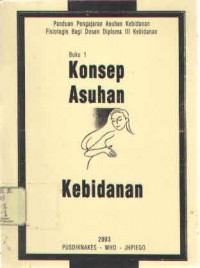 Panduan Pengajaran Asuhan Kebidanan
Fisiologis Bagi Dosen Diploma III Kebidanan
Buku 1
Konsep
Asuhan
Kebidanan
2003
PUSDIKNAKES - WHO - JHPIEGO